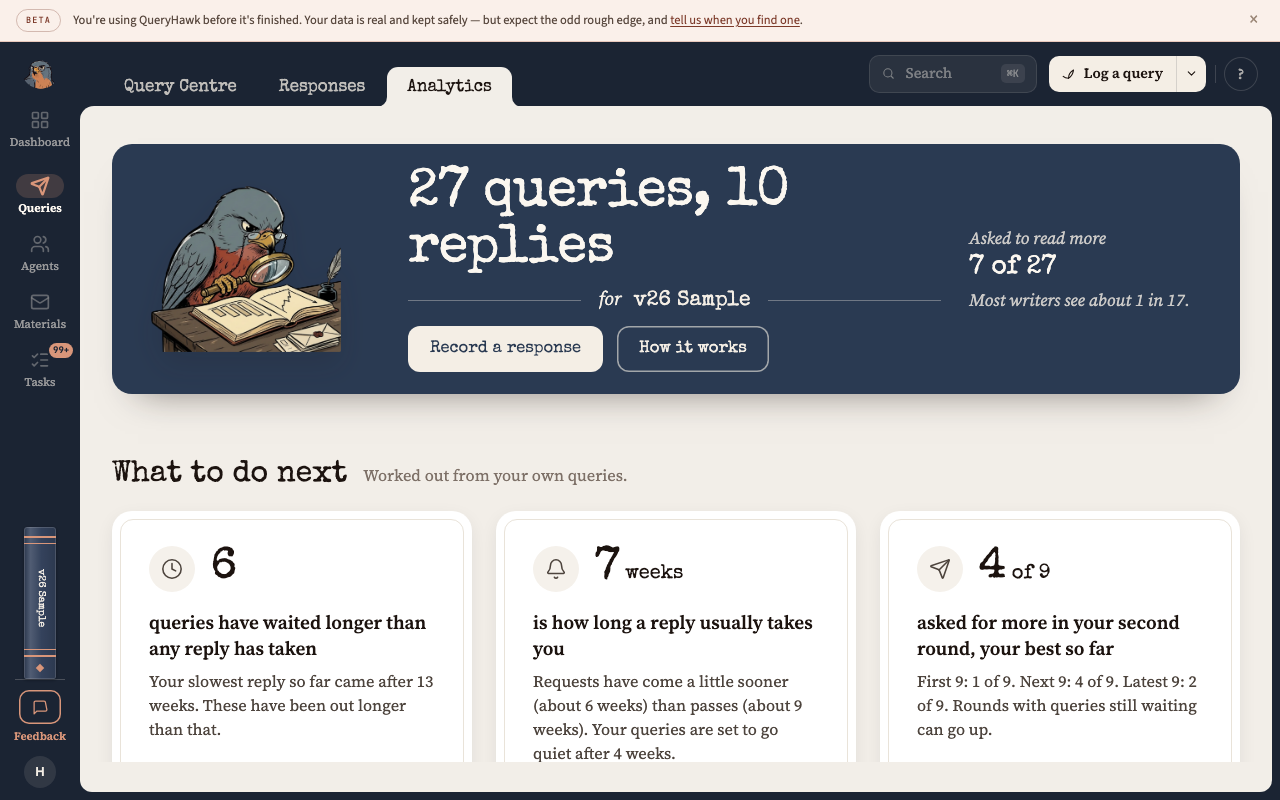 BETA
You're using QueryHawk before it's finished. Your data is real and kept safely — but expect the odd rough edge, and tell us when you find one.
×
Query Centre
Responses
Analytics
Search
⌘K
Log a query
?
Dashboard
Queries
Agents
Materials
99+
Tasks
v26 Sample
Feedback
H
27 queries, 10
replies
for v26 Sample
Record a response
How it works
Asked to read more
7 of 27
Most writers see about 1 in 17.
What to do next
Worked out from your own queries.
6
queries have waited longer than
any reply has taken
Your slowest reply so far came after 13
weeks. These have been out longer
than that.
7 weeks
is how long a reply usually takes
you
Requests have come a little sooner
(about 6 weeks) than passes (about 9
weeks). Your queries are set to go
quiet after 4 weeks.
4 of 9
asked for more in your second
round, your best so far
First 9: 1 of 9. Next 9: 4 of 9. Latest 9: 2
of 9. Rounds with queries still waiting
can go up.